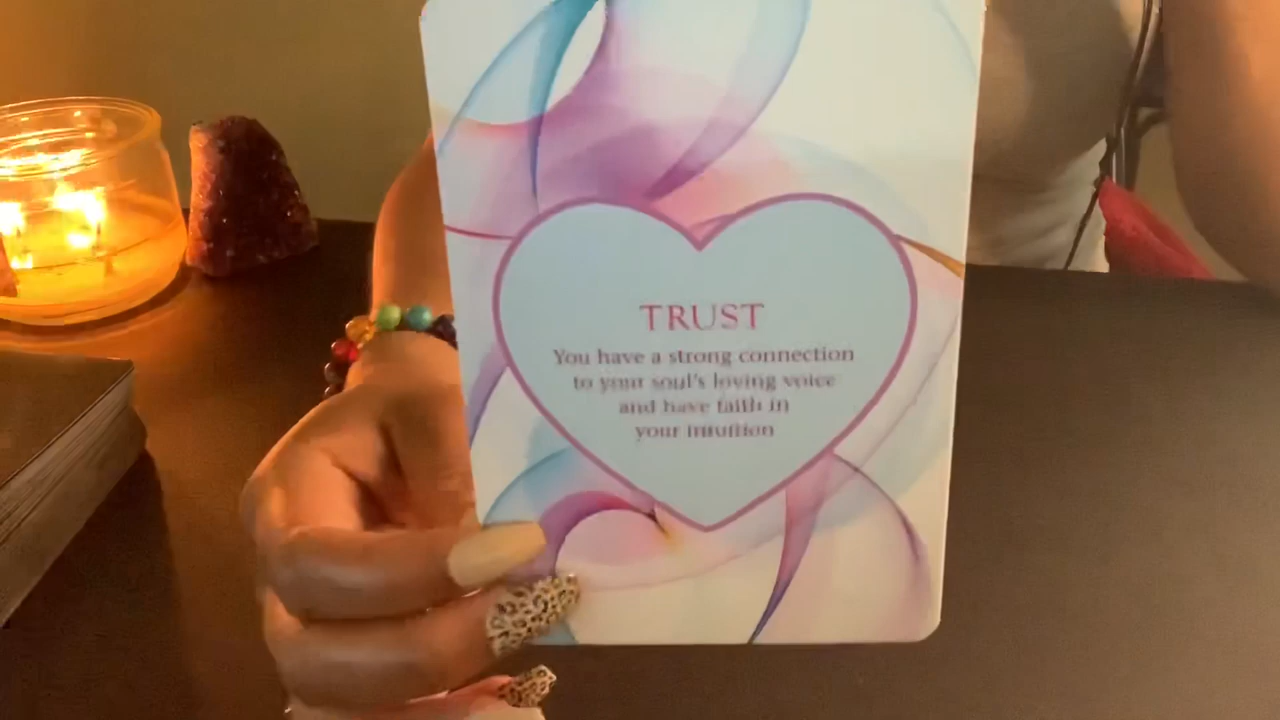 TRUST
You have a strong connection
to your soul's loving voice
and have faith in
your intuition